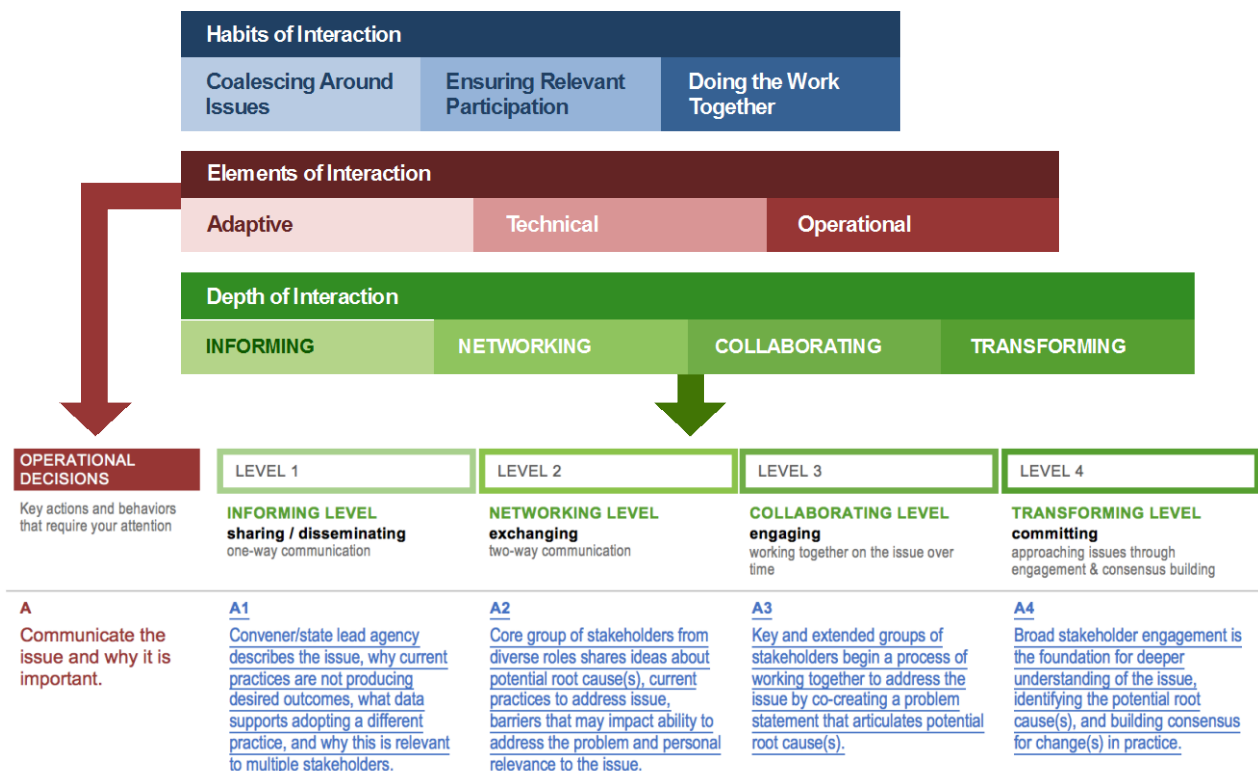 Habits of Interaction
Coalescing Around
Issues
Ensuring Relevant
Participation
Doing the Work
Together
Elements of Interaction
Adaptive
Technical
Operational
Depth of Interaction
INFORMING
NETWORKING
COLLABORATING
TRANSFORMING
OPERATIONAL
DECISIONS
Key actions and behaviors
that require your attention
LEVEL 1
INFORMING LEVEL
sharing / disseminating
one-way communication
LEVEL 2
NETWORKING LEVEL
exchanging
two-way communication
LEVEL 3
COLLABORATING LEVEL
engaging
working together on the issue over
time
LEVEL 4
TRANSFORMING LEVEL
committing
approaching issues through
engagement & consensus building
A
Communicate the
issue and why it is
important.
A1
Convener/state lead agency
describes the issue, why current
practices are not producing
desired outcomes, what data
supports adopting a different
practice, and why this is relevant
to multiple stakeholders.
A2
Core group of stakeholders from
diverse roles shares ideas about
potential root cause(s), current
practices to address issue,
barriers that may impact ability to
address the problem and personal
relevance to the issue.
A3
Key and extended groups of
stakeholders begin a process of
working together to address the
issue by co-creating a problem
statement that articulates potential
root cause(s).
A4
Broad stakeholder engagement is
the foundation for deeper
understanding of the issue,
identifying the potential root
cause(s), and building consensus
for change(s) in practice.